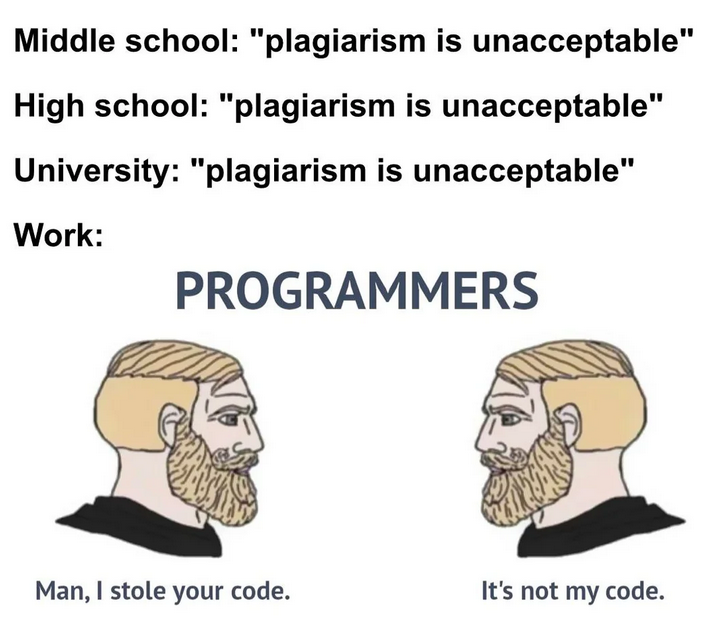 Middle school: "plagiarism is unacceptable"
High school: "plagiarism is unacceptable"
University: "plagiarism is unacceptable"
Work:
PROGRAMMERS
Man, I stole your code.
It's not my code.